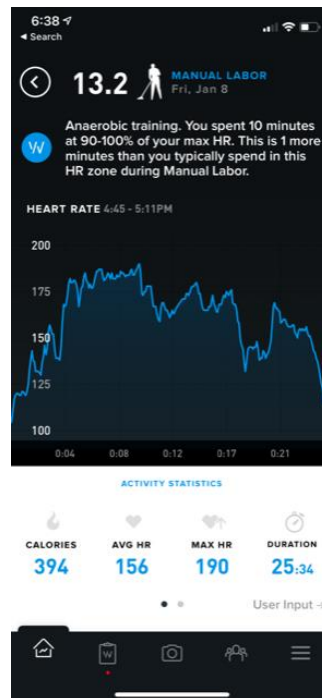 6:38
Search
13.2 MANUAL LABOR
Fri, Jan 8
Anaerobic training. You spent 10 minutes
at 90-100% of your max HR. This is 1 more
minutes than you typically spend in this
HR zone during Manual Labor.
HEART RATE 4:45 - 5:11PM
200
175
150
125
100
0:04 0:08 0:12 0:17 0:21
ACTIVITY STATISTICS
CALORIES AVG HR MAX HR DURATION
394 156 190 25:34
User Input